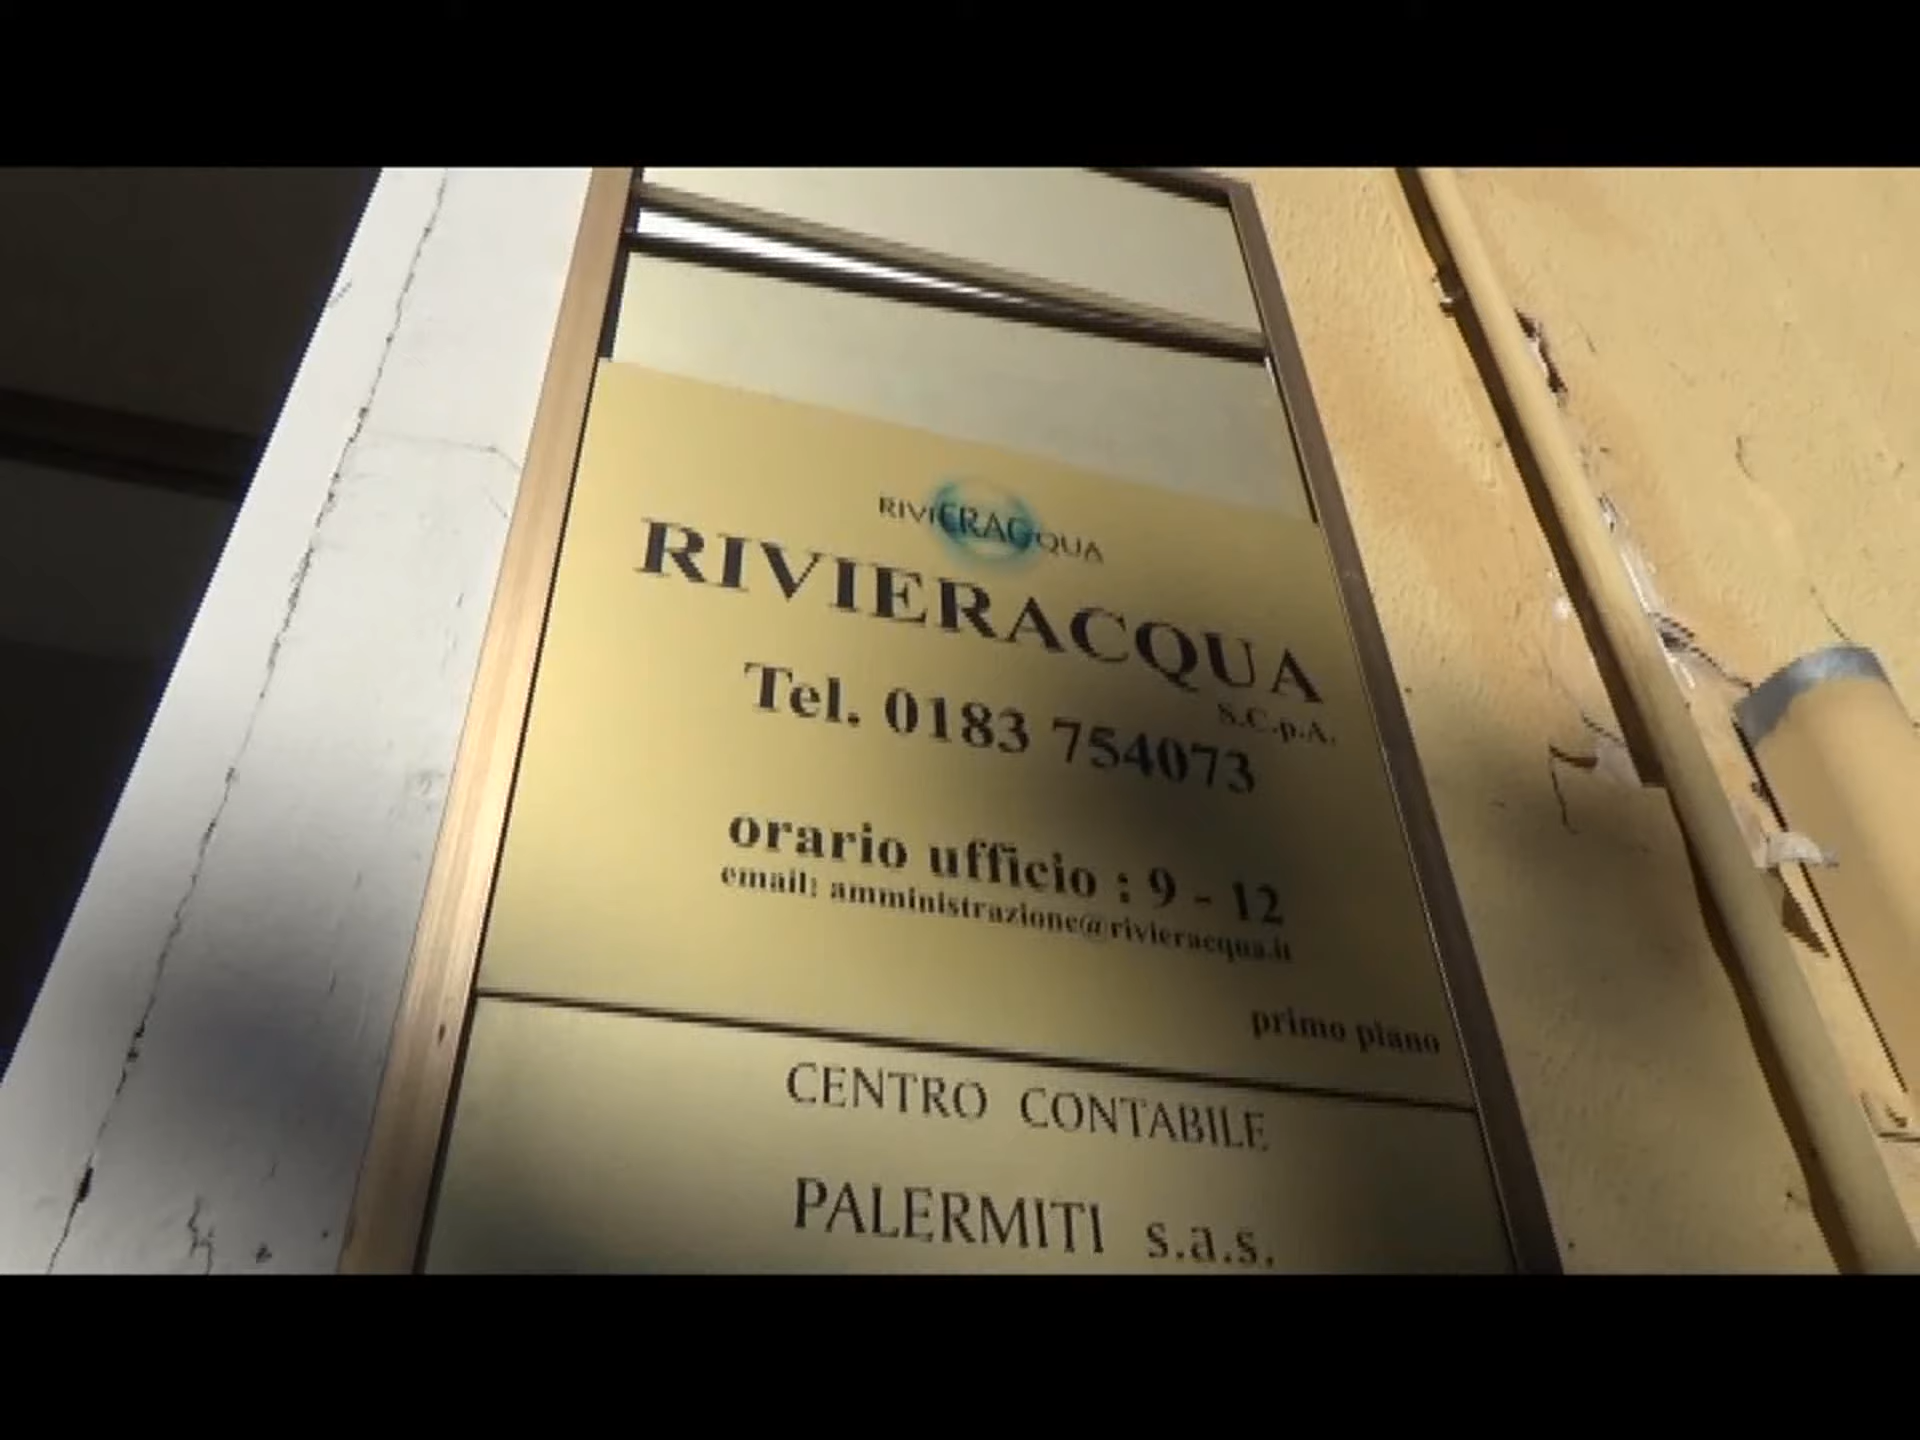 RIVIERACQUA
RIVIERACQUA
S.C.p.A.
Tel. 0183 754073
orario ufficio : 9 - 12
email: amministrazione@rivieracqua.it
primo piano
CENTRO CONTABILE
PALERMITI s.a.s.